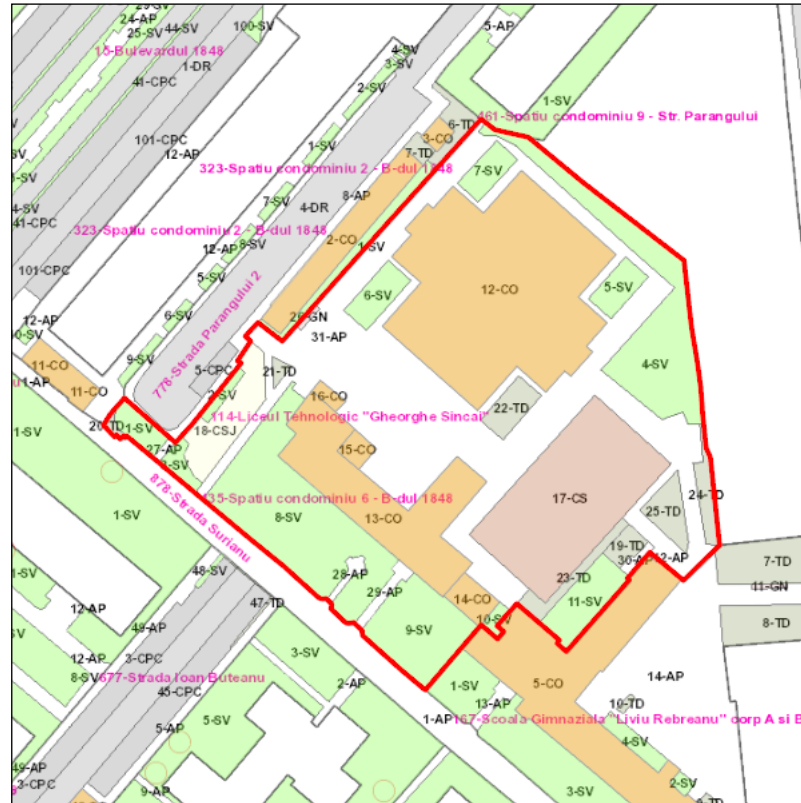 29-SV
24-AP
25-SV
44-SV
100-SV
15-Bulevardul 1848
1-DR
41-CPC
4-SV
3-SV
2-SV
5-AP
1-SV
101-CPC
12-AP
6-TD
461-Spatiu condominiu 9 - Str. Parangului
3-CO
1-SV
7-TD
323-Spatiu condominiu 2 - B-dul 1848
7-SV
8-AP
7-SV
4-SV
4-DR
41-CPC
323-Spatiu condominiu 2 - B-dul 1848
2-CO
1-SV
12-AP
8-SV
101-CPC
5-SV
12-CO
5-SV
6-SV
778-Strada Parangului 2
6-SV
26-GN
31-AP
12-AP
9-SV
4-SV
11-CO
5-CPC
21-TD
11-CO
1-AP
2-SV
16-CO
22-TD
114-Liceul Tehnologic "Gheorghe Sincai"
20-TD
1-SV
18-CSJ
1-SV
27-AP
15-CO
3-SV
878-Strada Surianu
435-Spatiu condominiu 6 - B-dul 1848
17-CS
24-TD
1-SV
8-SV
13-CO
25-TD
19-TD
30-AP
12-AP
1-SV
48-SV
28-AP
23-TD
7-TD
29-AP
11-GN
47-TD
14-CO
11-SV
12-AP
10-SV
8-TD
49-AP
9-SV
3-SV
12-AP
3-CPC
8-SV
677-Strada Ioan Buteanu
2-AP
1-SV
5-CO
14-AP
45-CPC
13-AP
10-TD
5-SV
1-AP
167-Scoala Gimnaziala "Liviu Rebreanu" corp A si B
5-AP
4-SV
49-AP
3-CPC
9-AP
3-SV
2-SV